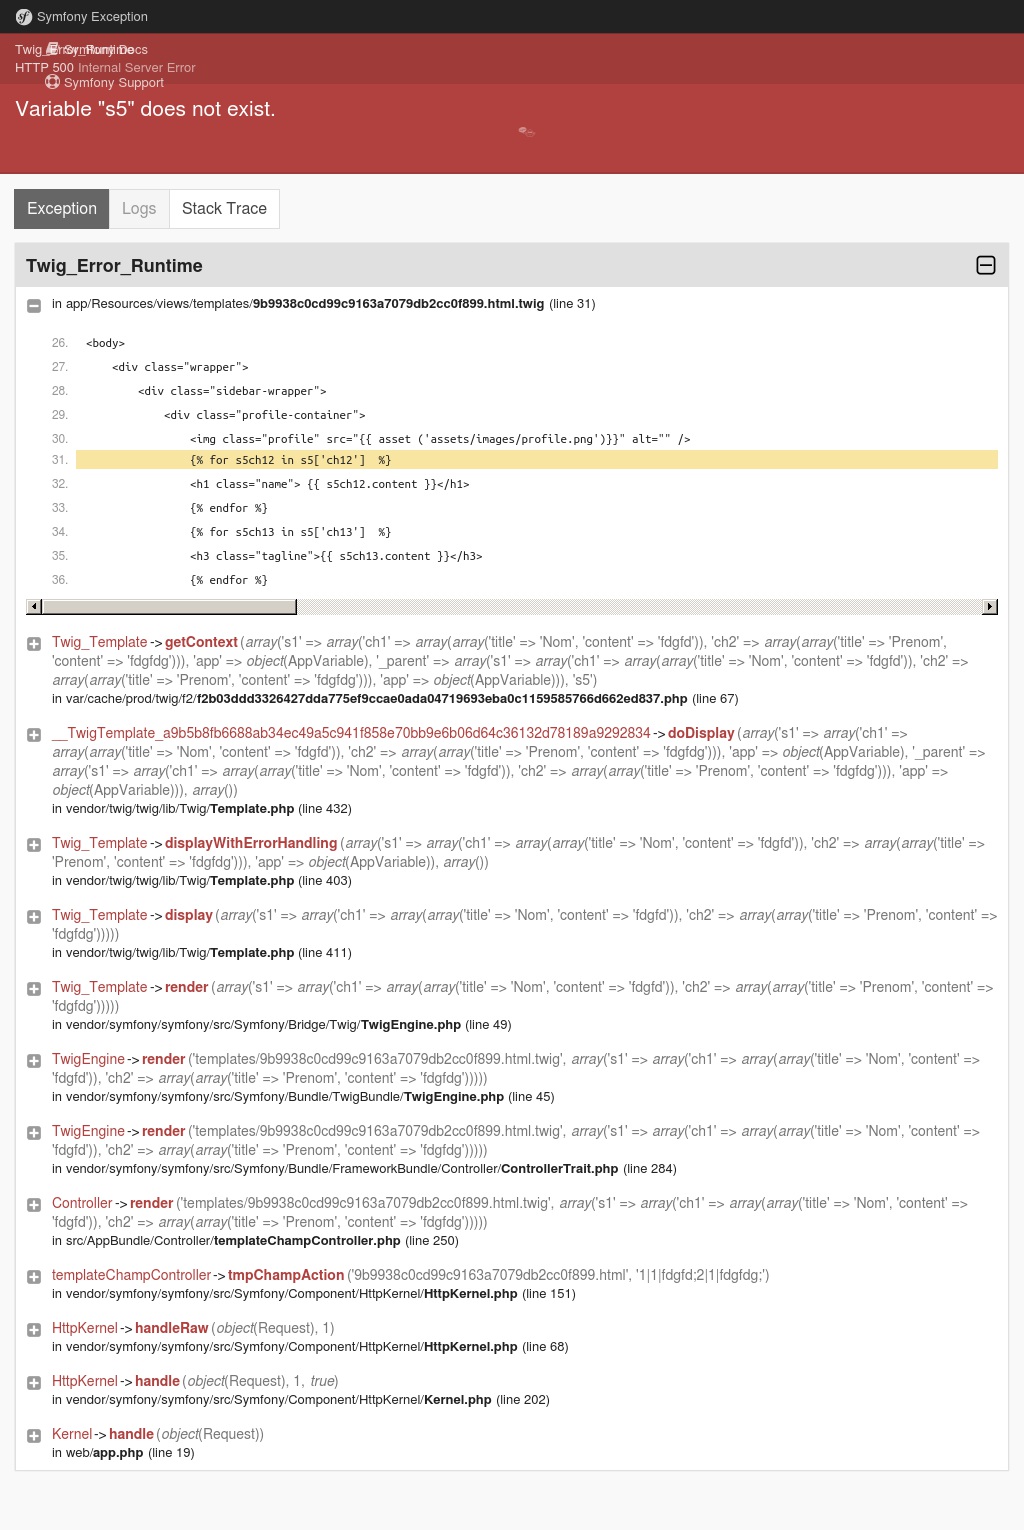 Symfony Exception
Twig_Error_Runtime
Symfony Docs
HTTP 500 Internal Server Error
Symfony Support
Variable "s5" does not exist.
Exception Logs Stack Trace
Twig_Error_Runtime
in app/Resources/views/templates/9b9938c0cd99c9163a7079db2cc0f899.html.twig (line 31)
26. <body>
27. <div class="wrapper">
28. <div class="sidebar-wrapper">
29. <div class="profile-container">
30. <img class="profile" src="{{ asset ('assets/images/profile.png')}}" alt="" />
31. {% for s5ch12 in s5['ch12']  %}
32. <h1 class="name"> {{ s5ch12.content }}</h1>
33. {% endfor %}
34. {% for s5ch13 in s5['ch13']  %}
35. <h3 class="tagline">{{ s5ch13.content }}</h3>
36. {% endfor %}
Twig_Template->getContext(array('s1' => array('ch1' => array(array('title' => 'Nom', 'content' => 'fdgfd')), 'ch2' => array(array('title' => 'Prenom',
'content' => 'fdgfdg'))), 'app' => object(AppVariable), '_parent' => array('s1' => array('ch1' => array(array('title' => 'Nom', 'content' => 'fdgfd')), 'ch2' =>
array(array('title' => 'Prenom', 'content' => 'fdgfdg'))), 'app' => object(AppVariable))), 's5')
in var/cache/prod/twig/f2/f2b03ddd3326427dda775ef9ccae0ada04719693eba0c1159585766d662ed837.php (line 67)
__TwigTemplate_a9b5b8fb6688ab34ec49a5c941f858e70bb9e6b06d64c36132d78189a9292834->doDisplay(array('s1' => array('ch1' =>
array(array('title' => 'Nom', 'content' => 'fdgfd')), 'ch2' => array(array('title' => 'Prenom', 'content' => 'fdgfdg'))), 'app' => object(AppVariable), '_parent' =>
array('s1' => array('ch1' => array(array('title' => 'Nom', 'content' => 'fdgfd')), 'ch2' => array(array('title' => 'Prenom', 'content' => 'fdgfdg'))), 'app' =>
object(AppVariable))), array())
in vendor/twig/twig/lib/Twig/Template.php (line 432)
Twig_Template->displayWithErrorHandling(array('s1' => array('ch1' => array(array('title' => 'Nom', 'content' => 'fdgfd')), 'ch2' => array(array('title' =>
'Prenom', 'content' => 'fdgfdg'))), 'app' => object(AppVariable)), array())
in vendor/twig/twig/lib/Twig/Template.php (line 403)
Twig_Template->display(array('s1' => array('ch1' => array(array('title' => 'Nom', 'content' => 'fdgfd')), 'ch2' => array(array('title' => 'Prenom', 'content' =>
'fdgfdg')))))
in vendor/twig/twig/lib/Twig/Template.php (line 411)
Twig_Template->render(array('s1' => array('ch1' => array(array('title' => 'Nom', 'content' => 'fdgfd')), 'ch2' => array(array('title' => 'Prenom', 'content' =>
'fdgfdg')))))
in vendor/symfony/symfony/src/Symfony/Bridge/Twig/TwigEngine.php (line 49)
TwigEngine->render('templates/9b9938c0cd99c9163a7079db2cc0f899.html.twig', array('s1' => array('ch1' => array(array('title' => 'Nom', 'content' =>
'fdgfd')), 'ch2' => array(array('title' => 'Prenom', 'content' => 'fdgfdg')))))
in vendor/symfony/symfony/src/Symfony/Bundle/TwigBundle/TwigEngine.php (line 45)
TwigEngine->render('templates/9b9938c0cd99c9163a7079db2cc0f899.html.twig', array('s1' => array('ch1' => array(array('title' => 'Nom', 'content' =>
'fdgfd')), 'ch2' => array(array('title' => 'Prenom', 'content' => 'fdgfdg')))))
in vendor/symfony/symfony/src/Symfony/Bundle/FrameworkBundle/Controller/ControllerTrait.php (line 284)
Controller->render('templates/9b9938c0cd99c9163a7079db2cc0f899.html.twig', array('s1' => array('ch1' => array(array('title' => 'Nom', 'content' =>
'fdgfd')), 'ch2' => array(array('title' => 'Prenom', 'content' => 'fdgfdg')))))
in src/AppBundle/Controller/templateChampController.php (line 250)
templateChampController->tmpChampAction('9b9938c0cd99c9163a7079db2cc0f899.html', '1|1|fdgfd;2|1|fdgfdg;')
in vendor/symfony/symfony/src/Symfony/Component/HttpKernel/HttpKernel.php (line 151)
HttpKernel->handleRaw(object(Request), 1)
in vendor/symfony/symfony/src/Symfony/Component/HttpKernel/HttpKernel.php (line 68)
HttpKernel->handle(object(Request), 1, true)
in vendor/symfony/symfony/src/Symfony/Component/HttpKernel/Kernel.php (line 202)
Kernel->handle(object(Request))
in web/app.php (line 19)